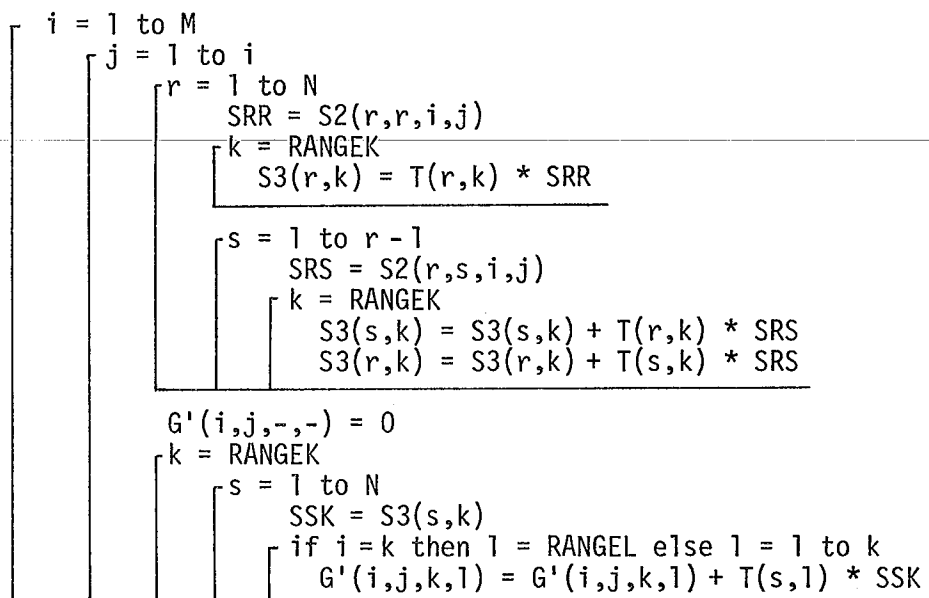 i = 1 to M
j = 1 to i
r = 1 to N
SRR = S2(r,r,i,j)
k = RANGEK
S3(r,k) = T(r,k) * SRR
s = 1 to r - 1
SRS = S2(r,s,i,j)
k = RANGEK
S3(s,k) = S3(s,k) + T(r,k) * SRS
S3(r,k) = S3(r,k) + T(s,k) * SRS
G'(i,j,-,-) = 0
k = RANGEK
s = 1 to N
SSK = S3(s,k)
if i = k then l = RANGEL else l = 1 to k
G'(i,j,k,l) = G'(i,j,k,l) + T(s,l) * SSK